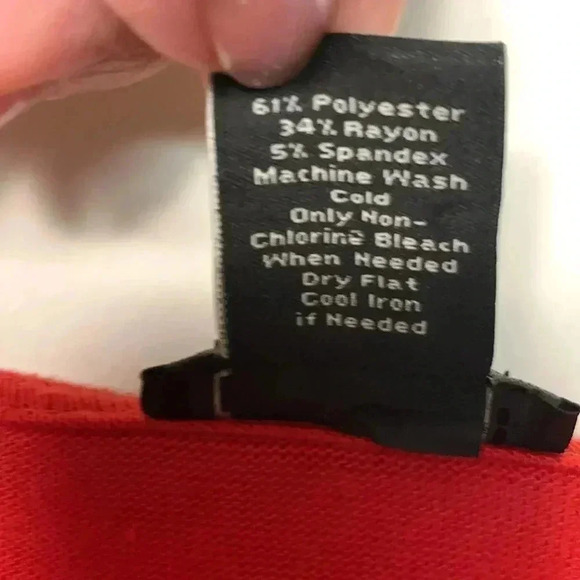 61% Polyester
34% Rayon
5% Spandex
Machine Wash
Cold
Only Non-
Chlorine Bleach
When Needed
Dry Flat
Cool Iron
if Needed